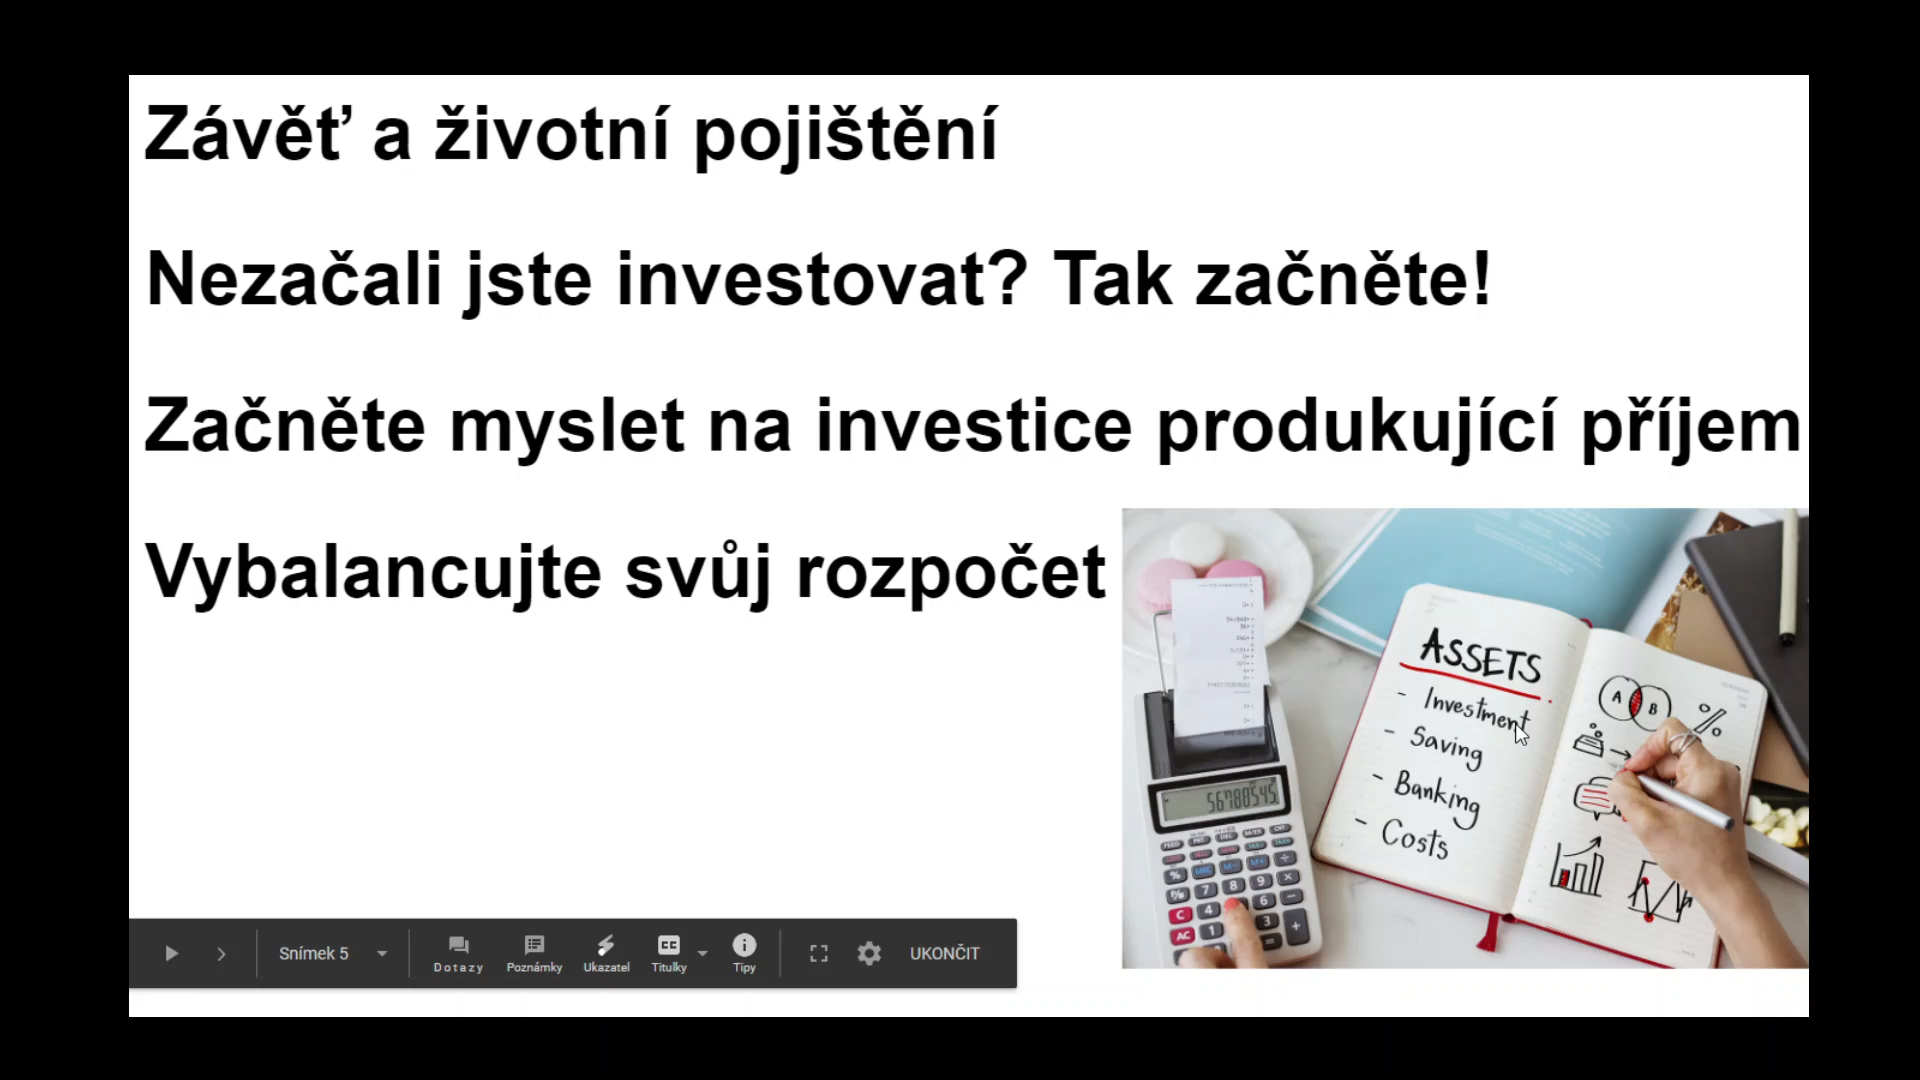 Závěť a životní pojištění
Nezačali jste investovat? Tak začněte!
Začněte myslet na investice produkující příjem
Vybalancujte svůj rozpočet
ASSETS
- Investment
- Saving
- Banking
- Costs
A B %
Snímek 5
Dotazy
Poznámky
Ukazatel
CC
Titulky
Tipy
UKONČIT